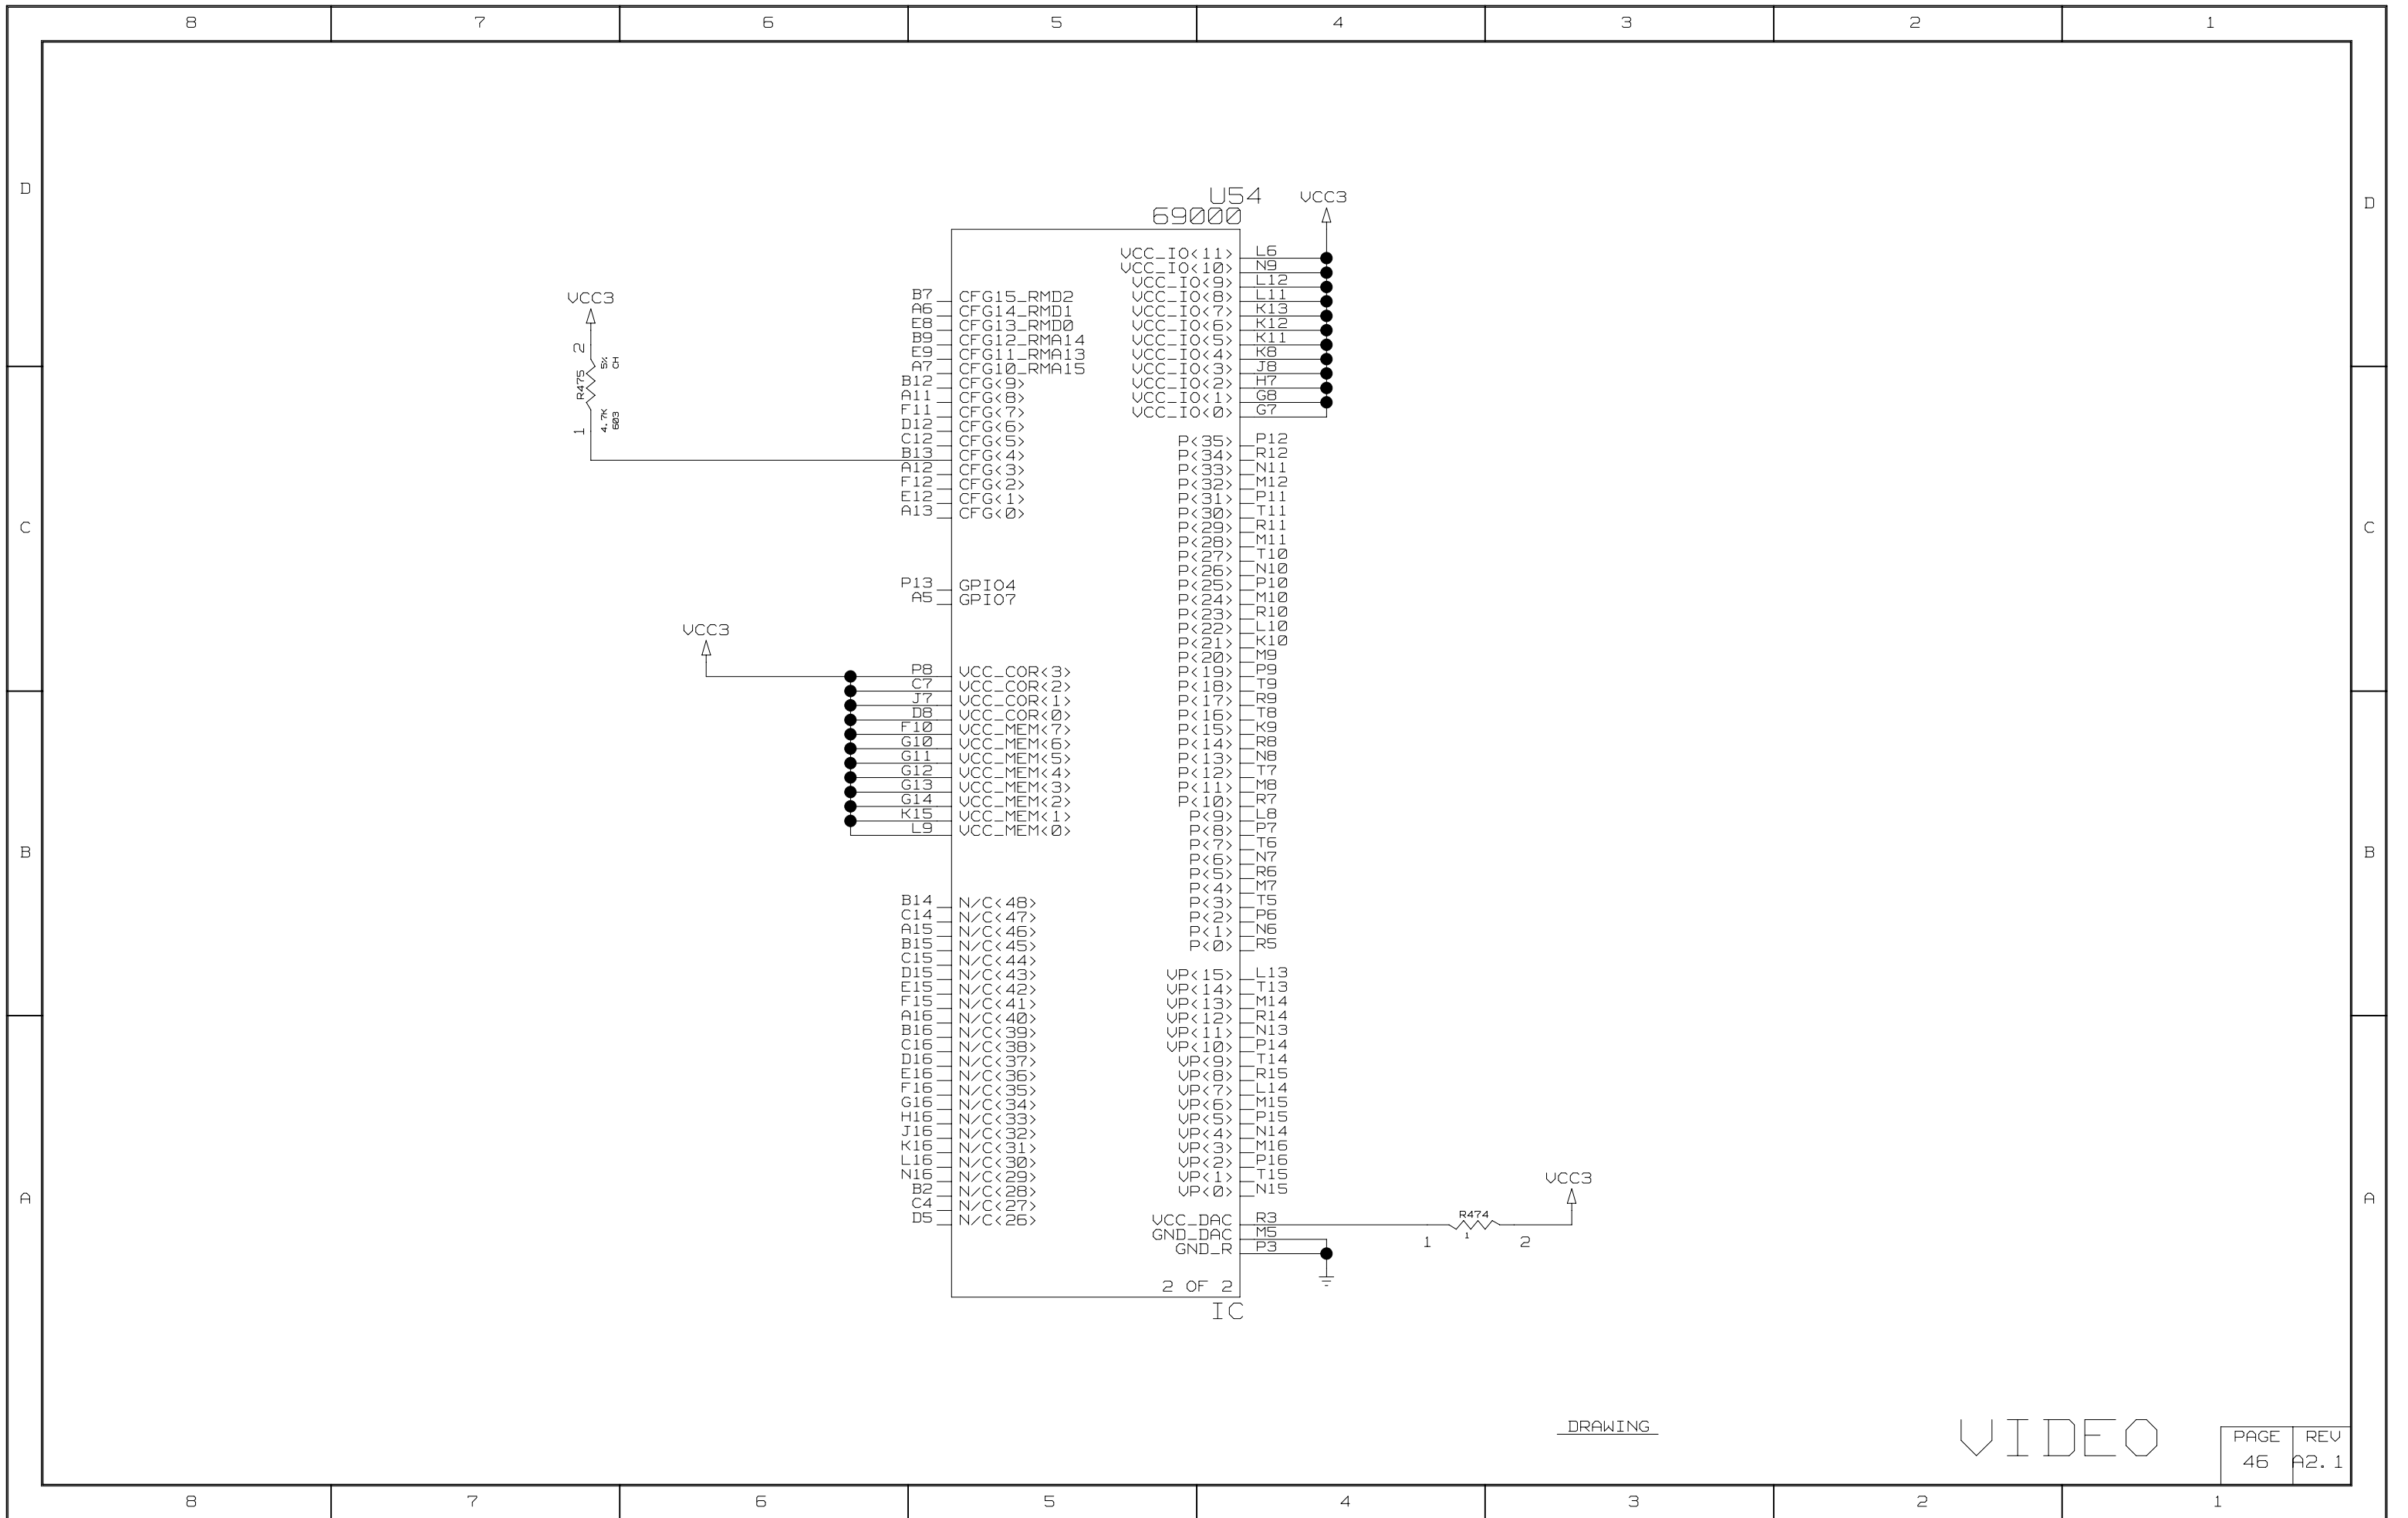 8 7 6 5 4 3 2 1
D
D
U54
69000
VCC3
VCC_IO<11> L6
VCC_IO<10> N9
VCC_IO<9> L12
VCC_IO<8> L11
VCC_IO<7> K13
VCC_IO<6> K12
VCC_IO<5> K11
VCC_IO<4> K8
VCC_IO<3> J8
VCC_IO<2> H7
VCC_IO<1> G8
VCC_IO<0> G7
VCC3
2
R475
5%
CH
4.7K
603
1
B7 CFG15_RMD2
A6 CFG14_RMD1
E8 CFG13_RMD0
B9 CFG12_RMA14
E9 CFG11_RMA13
A7 CFG10_RMA15
B12 CFG<9>
A11 CFG<8>
F11 CFG<7>
D12 CFG<6>
C12 CFG<5>
B13 CFG<4>
A12 CFG<3>
F12 CFG<2>
E12 CFG<1>
A13 CFG<0>
P13 GPIO4
A5 GPIO7
VCC3
P8 VCC_COR<3>
C7 VCC_COR<2>
J7 VCC_COR<1>
D8 VCC_COR<0>
F10 VCC_MEM<7>
G10 VCC_MEM<6>
G11 VCC_MEM<5>
G12 VCC_MEM<4>
G13 VCC_MEM<3>
G14 VCC_MEM<2>
K15 VCC_MEM<1>
L9 VCC_MEM<0>
B14 N/C<48>
C14 N/C<47>
A15 N/C<46>
B15 N/C<45>
C15 N/C<44>
D15 N/C<43>
E15 N/C<42>
F15 N/C<41>
A16 N/C<40>
B16 N/C<39>
C16 N/C<38>
D16 N/C<37>
E16 N/C<36>
F16 N/C<35>
G16 N/C<34>
H16 N/C<33>
J16 N/C<32>
K16 N/C<31>
L16 N/C<30>
N16 N/C<29>
B2 N/C<28>
C4 N/C<27>
D5 N/C<26>
P<35> P12
P<34> R12
P<33> N11
P<32> M12
P<31> P11
P<30> T11
P<29> R11
P<28> M11
P<27> T10
P<26> N10
P<25> P10
P<24> M10
P<23> R10
P<22> L10
P<21> K10
P<20> M9
P<19> P9
P<18> T9
P<17> R9
P<16> T8
P<15> K9
P<14> R8
P<13> N8
P<12> T7
P<11> M8
P<10> R7
P<9> L8
P<8> P7
P<7> T6
P<6> N7
P<5> R6
P<4> M7
P<3> T5
P<2> P6
P<1> N6
P<0> R5
VP<15> L13
VP<14> T13
VP<13> M14
VP<12> R14
VP<11> N13
VP<10> P14
VP<9> T14
VP<8> R15
VP<7> L14
VP<6> M15
VP<5> P15
VP<4> N14
VP<3> M16
VP<2> P16
VP<1> T15
VP<0> N15
VCC_DAC R3
GND_DAC M5
GND_R P3
VCC3
R474
1
1 2
2 OF 2
IC
C
C
B
B
A
A
DRAWING
VIDEO
PAGE REV
46 A2.1
8 7 6 5 4 3 2 1